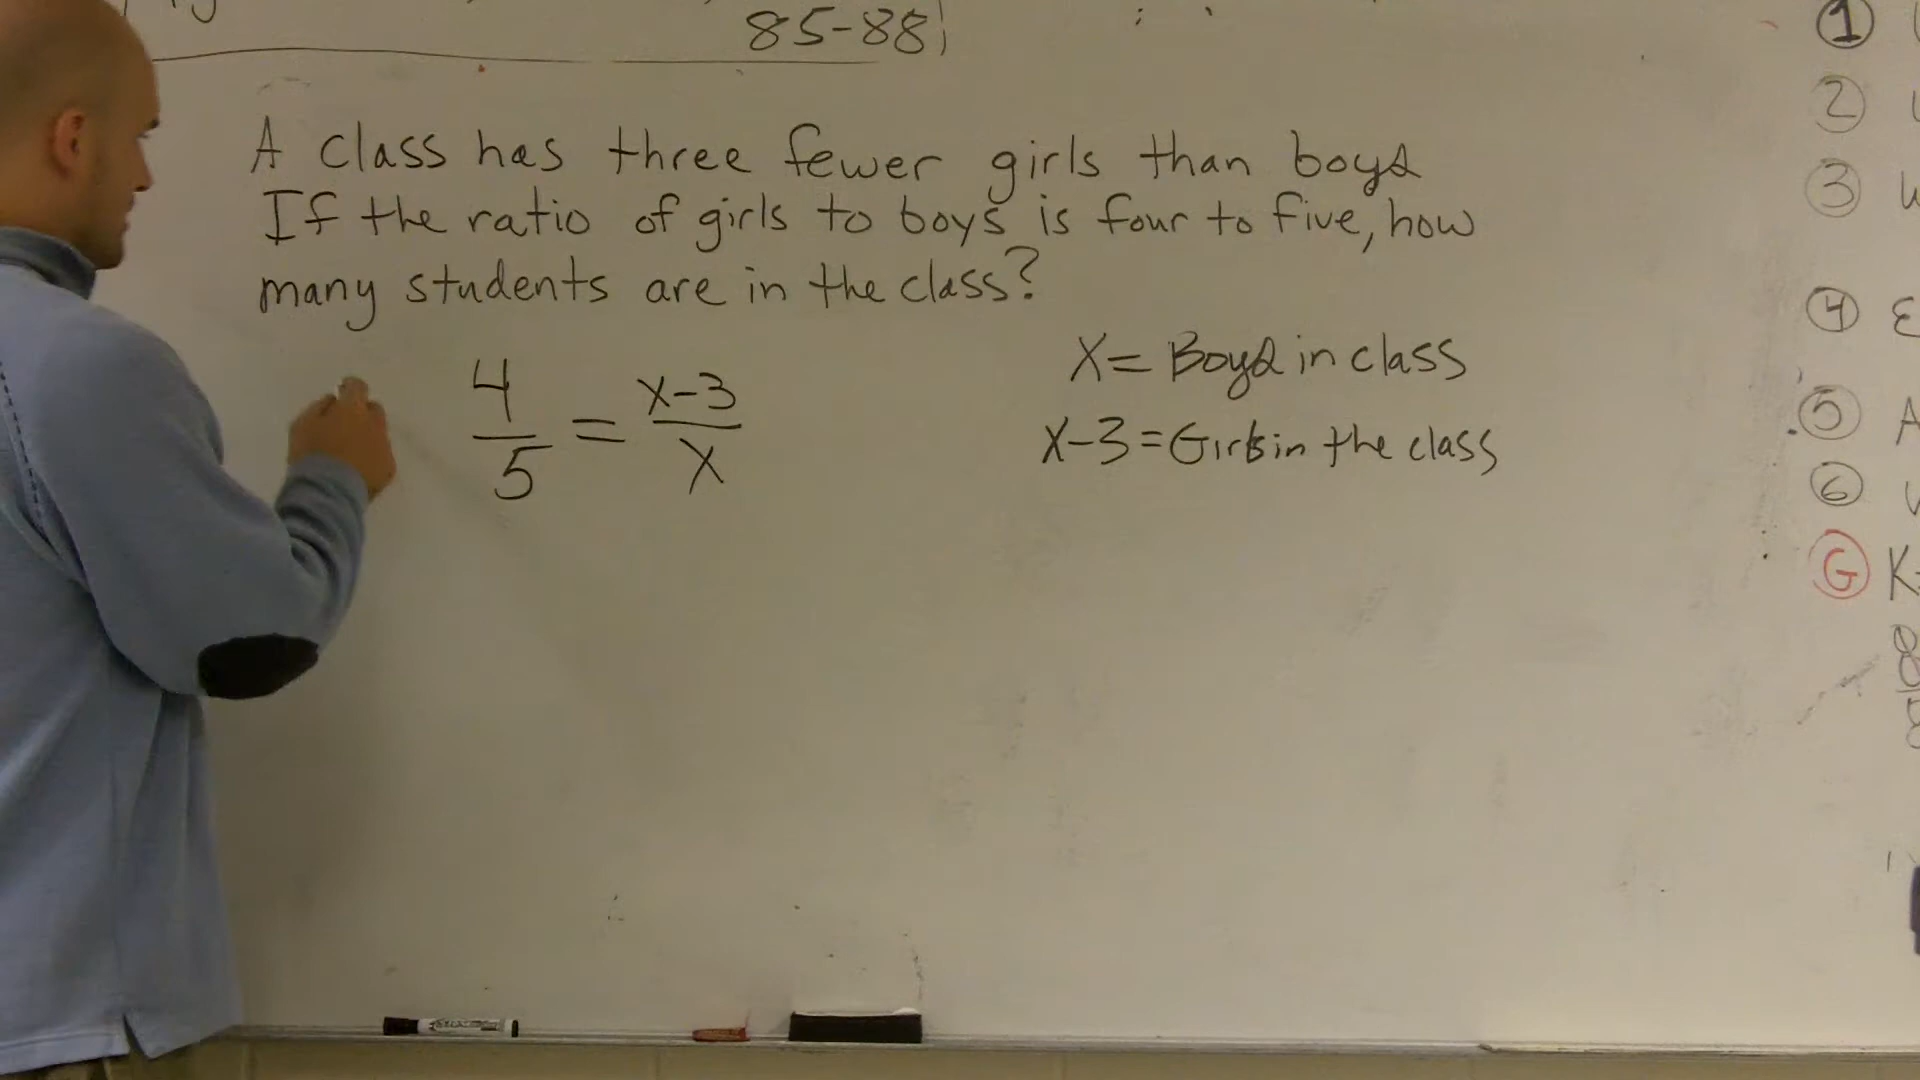 85-88
A class has three fewer girls than boys
If the ratio of girls to boys is four to five, how
many students are in the class?
4/5 = x-3/x
X = Boys in class
X-3 = Girls in the class
1
2
3
4
5 A
6
G K